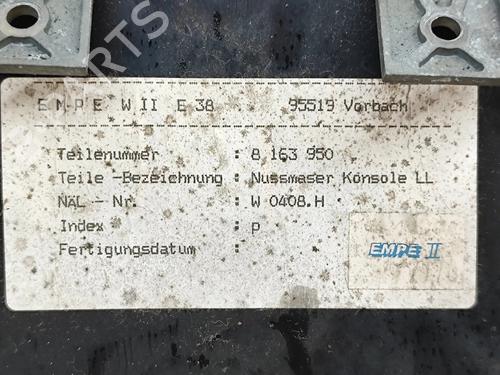 E M P E W II E 38 95519 Vorbach
Teilenummer : 8 163 950
Teile -Bezeichnung : Nussmaser Konsole LL
NAL - Nr. : W 0408.H
Index : p
Fertigungsdatum :
EMPE II
B-PARTS